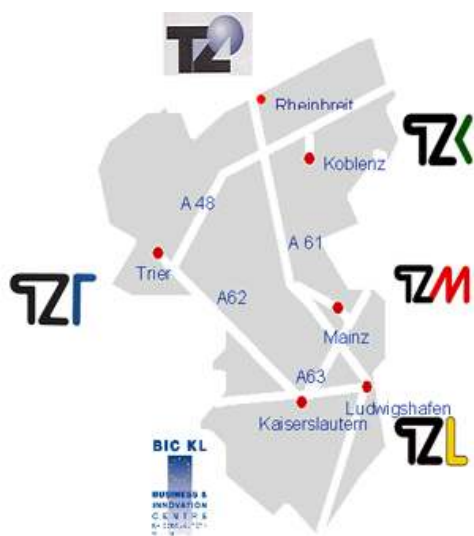 TZ
Rheinbreit
TZK
Koblenz
A 48
A 61
Trier
TZT
A62
TZM
Mainz
A63
Ludwigshafen
Kaiserslautern
TZL
BIC KL
BUSINESS &
INNOVATION
CENTRE